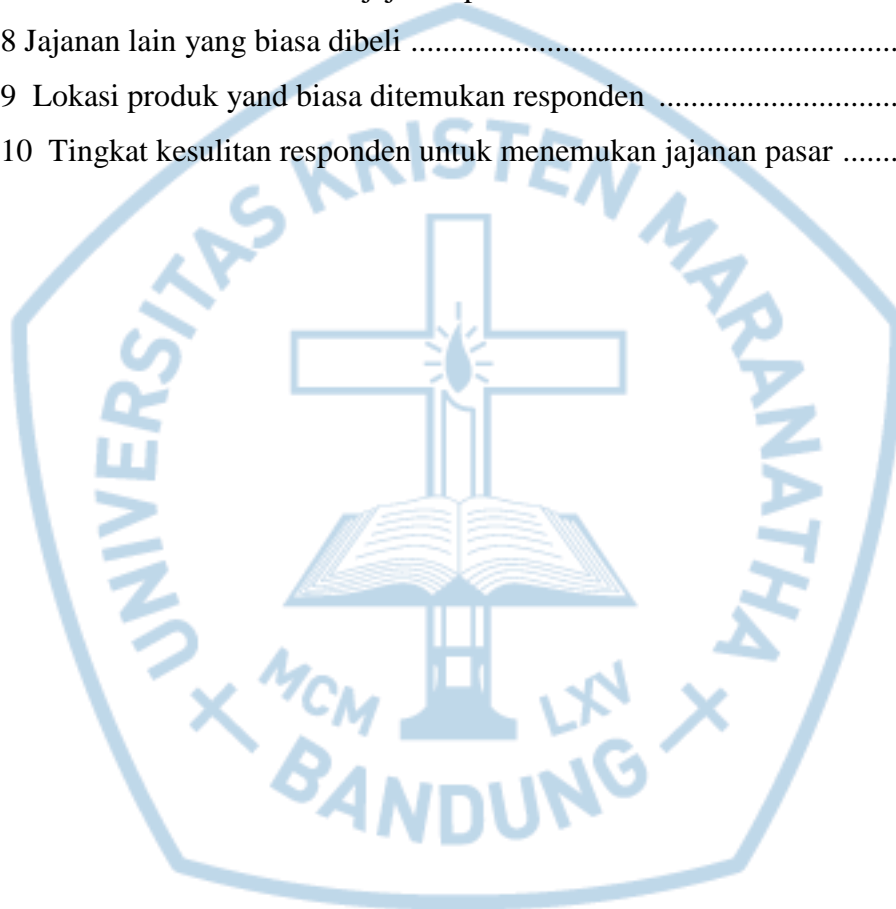 8 Jajanan lain yang biasa dibeli ................................................................
9 Lokasi produk yand biasa ditemukan responden ................................
10 Tingkat kesulitan responden untuk menemukan jajanan pasar .......
UNIVERSITAS KRISTEN MARANATHA
MCM LXV
BANDUNG